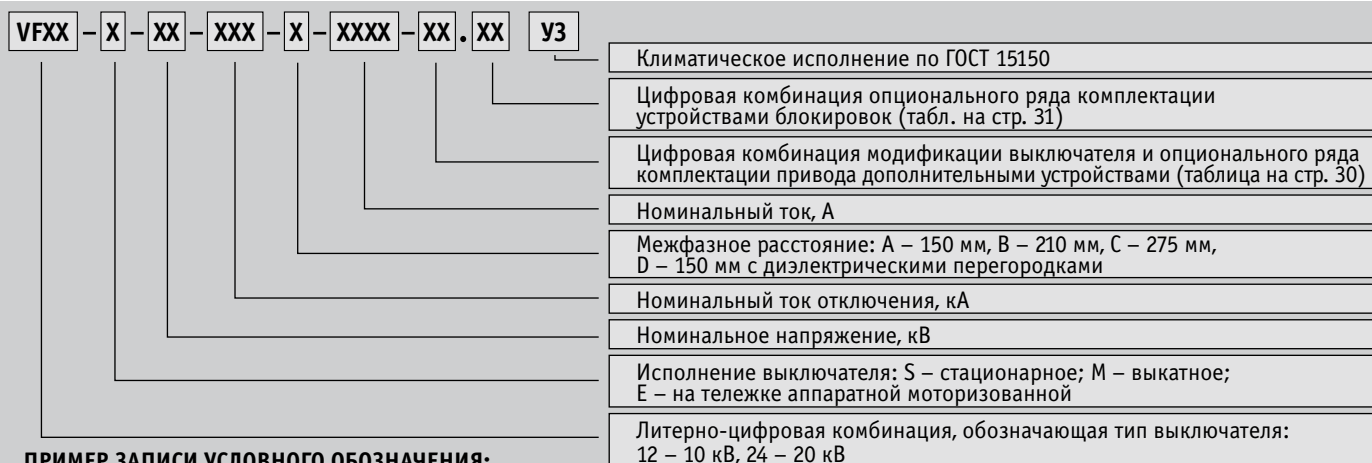 VFXX – X – XX – XXX – X – XXXX – XX . XX У3
Климатическое исполнение по ГОСТ 15150
Цифровая комбинация опционального ряда комплектации
устройствами блокировок (табл. на стр. 31)
Цифровая комбинация модификации выключателя и опционального ряда
комплектации привода дополнительными устройствами (таблица на стр. 30)
Номинальный ток, А
Межфазное расстояние: А – 150 мм, В – 210 мм, С – 275 мм,
D – 150 мм с диэлектрическими перегородками
Номинальный ток отключения, кА
Номинальное напряжение, кВ
Исполнение выключателя: S – стационарное; М – выкатное;
Е – на тележке аппаратной моторизованной
Литерно-цифровая комбинация, обозначающая тип выключателя:
12 – 10 кВ, 24 – 20 кВ
ПРИМЕР ЗАПИСИ УСЛОВНОГО ОБОЗНАЧЕНИЯ: